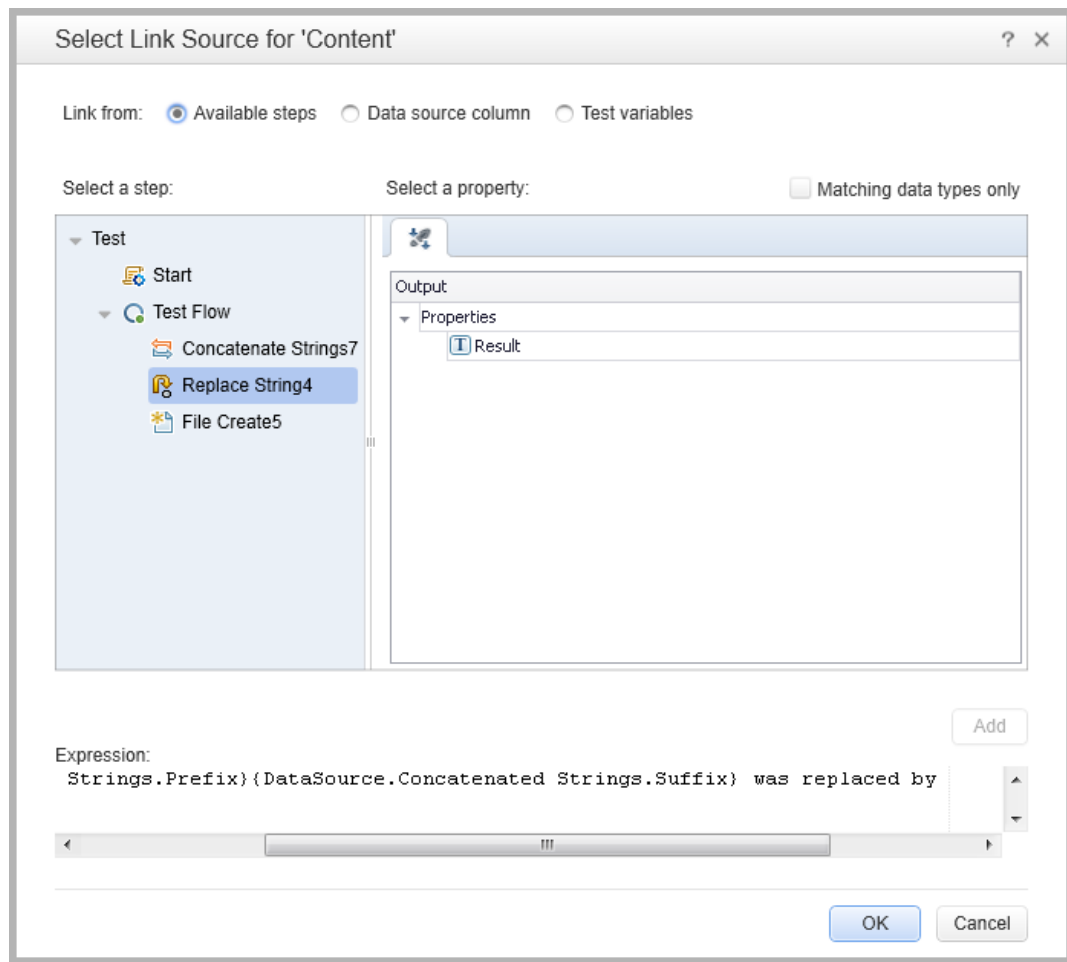 Select Link Source for 'Content'
? ×
Link from: Available steps Data source column Test variables
Select a step: Select a property: Matching data types only
Test
Start
Test Flow
Concatenate Strings7
Replace String4
File Create5
Output
Properties
T Result
Add
Expression:
Strings.Prefix}{DataSource.Concatenated Strings.Suffix} was replaced by
OK Cancel